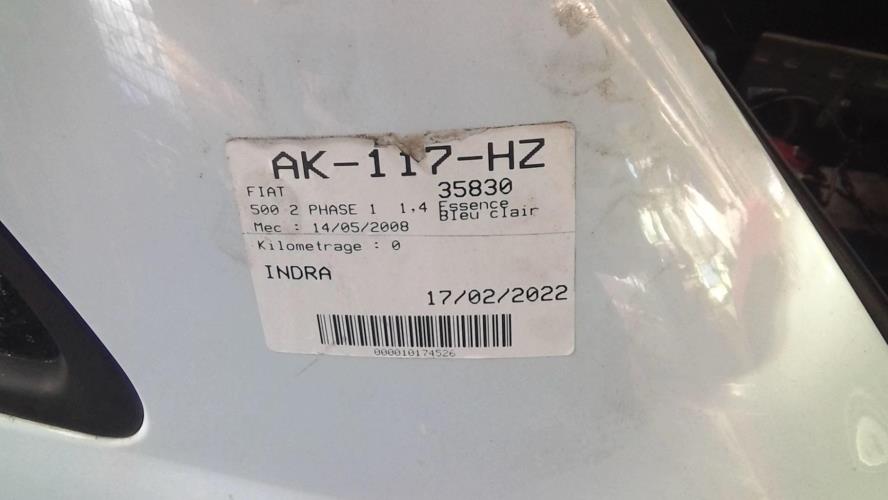 AK-117-HZ
FIAT 35830
500 2 PHASE 1 1,4 Essence
Bleu clair
Mec : 14/05/2008
Kilometrage : 0
INDRA
17/02/2022
000010174526